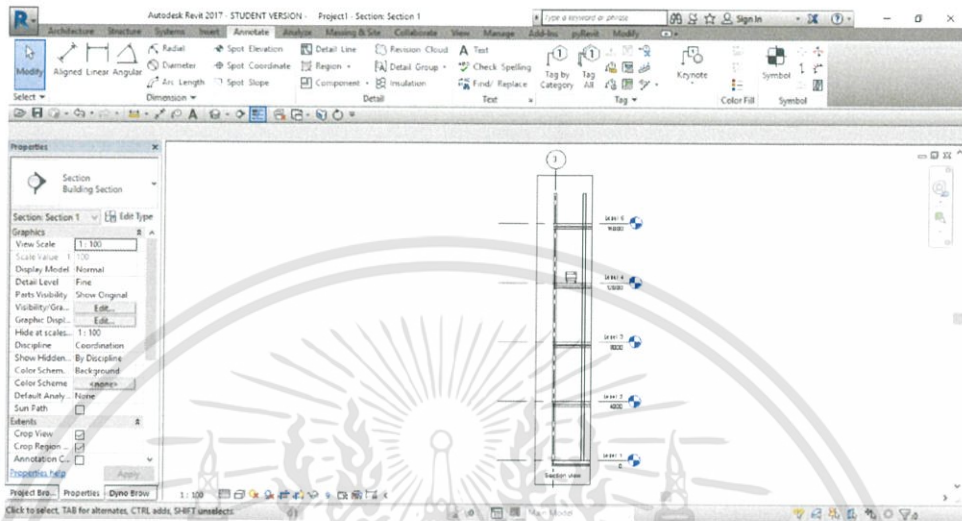 Autodesk Revit 2017 - STUDENT VERSION - Project1 - Section: Section 1
Type a keyword or phrase
Sign In
Architecture Structure Systems Insert Annotate Analyze Massing & Site Collaborate View Manage Add-Ins pyRevit Modify
Modify
Select
Aligned Linear Angular
Radial
Diameter
Arc Length
Spot Elevation
Spot Coordinate
Spot Slope
Dimension
Detail Line
Region
Component
Revision Cloud
Detail Group
Insulation
Detail
Text
Check Spelling
Find/ Replace
Text
Tag by Category
Tag All
Tag
Keynote
Color Fill
Symbol
Symbol
Properties
Section
Building Section
Section: Section 1 Edit Type
Graphics
View Scale 1 : 100
Scale Value 1: 100
Display Model Normal
Detail Level Fine
Parts Visibility Show Original
Visibility/Gra... Edit...
Graphic Displ... Edit...
Hide at scales... 1 : 100
Discipline Coordination
Show Hidden... By Discipline
Color Schem... Background
Color Scheme <none>
Default Analy... None
Sun Path
Extents
Crop View
Crop Region ...
Annotation C...
Properties help Apply
Project Bro... Properties Dyno Brow
Level 4
Level 3
8000
Level 2
4000
Level 1
0
Section view
1 : 100
Click to select, TAB for alternates, CTRL adds, SHIFT unselects.
:0
Main Model
:0